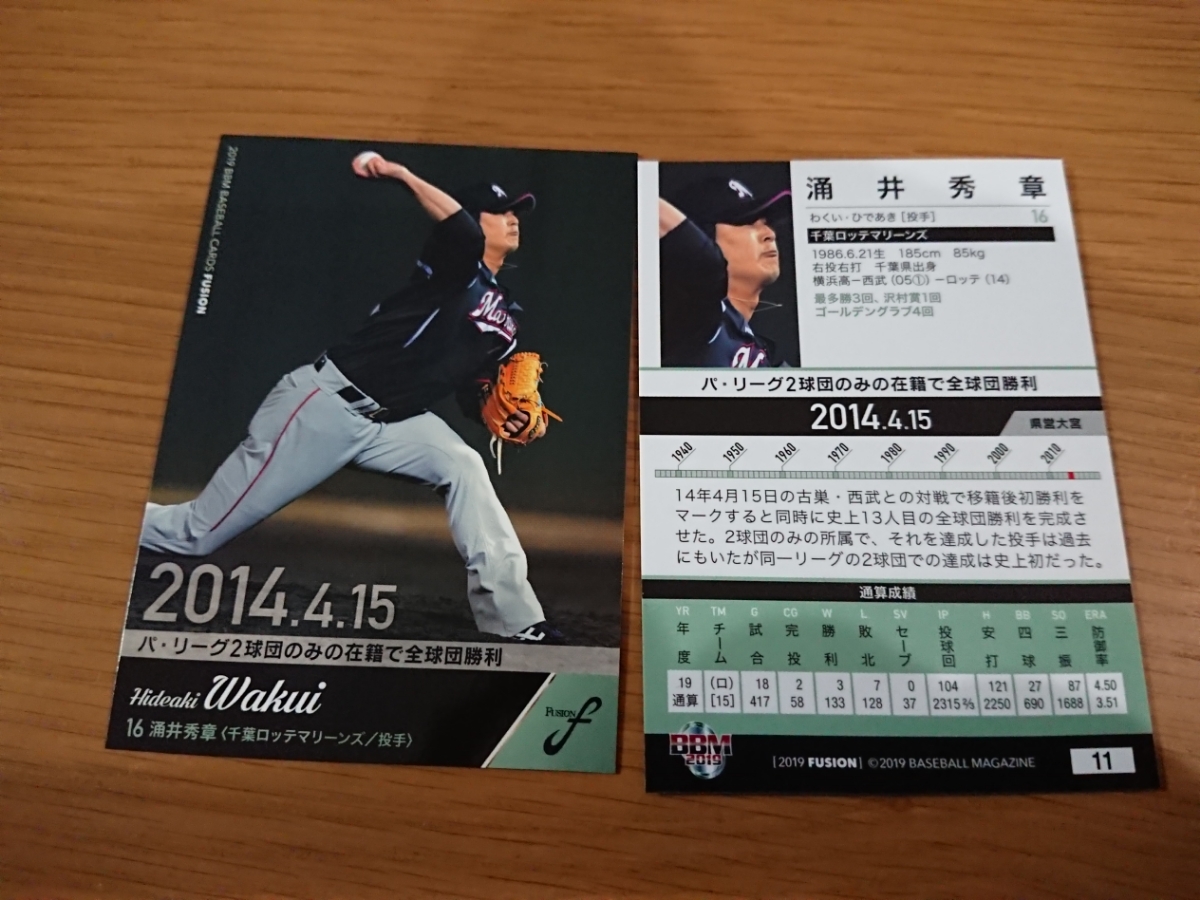 2019 BBM BASEBALL CARDS FUSION
Marines
2014.4.15
パ・リーグ2球団のみの在籍で全球団勝利
Hideaki Wakui
16 涌井秀章〈千葉ロッテマリーンズ／投手〉
FUSION f
涌井秀章
わくい・ひであき［投手］ 16
千葉ロッテマリーンズ
1986.6.21生 185cm 85kg
右投右打 千葉県出身
横浜高－西武（05①）－ロッテ（14）
最多勝3回、沢村賞1回
ゴールデングラブ4回
パ・リーグ2球団のみの在籍で全球団勝利
2014.4.15 県営大宮
1940 1950 1960 1970 1980 1990 2000 2010
14年4月15日の古巣・西武との対戦で移籍後初勝利を
マークすると同時に史上13人目の全球団勝利を完成さ
せた。2球団のみの所属で、それを達成した投手は過去
にもいたが同一リーグの2球団での達成は史上初だった。
通算成績
YR TM G CG W L SV IP H BB SO ERA
年度 チーム 試合 完投 勝利 敗北 セーブ 投球回 安打 四球 三振 防御率
19 （ロ） 18 2 3 7 0 104 121 27 87 4.50
通算 ［15］ 417 58 133 128 37 2315⅔ 2250 690 1688 3.51
BBM 2019
| 2019 FUSION | ©2019 BASEBALL MAGAZINE 11